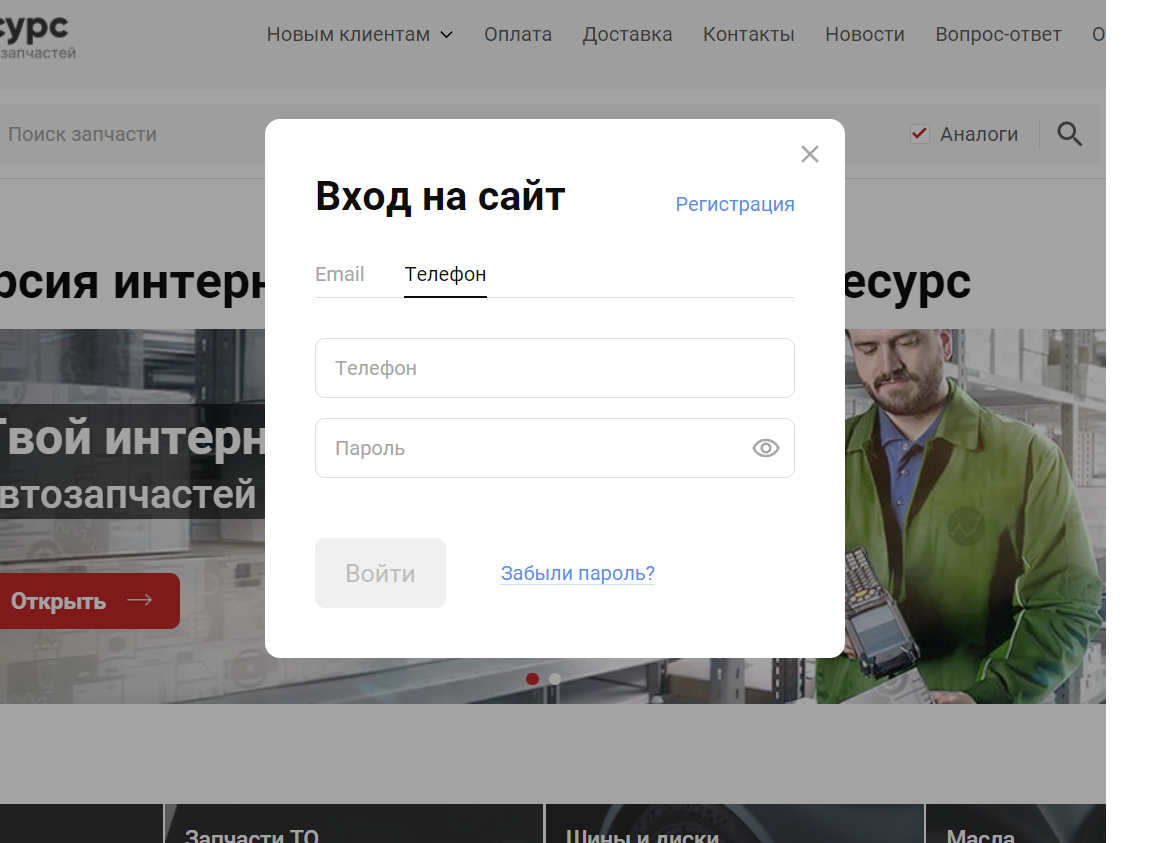 сурс
запчастей
Новым клиентам Оплата Доставка Контакты Новости Вопрос-ответ О
Поиск запчасти
Аналоги
Вход на сайт
Регистрация
Email Телефон
рсия интерн
есурс
Телефон
Твой интерн
Пароль
втозапчастей
Войти
Забыли пароль?
Открыть
Запчасти ТО
Шины и диски
Масла